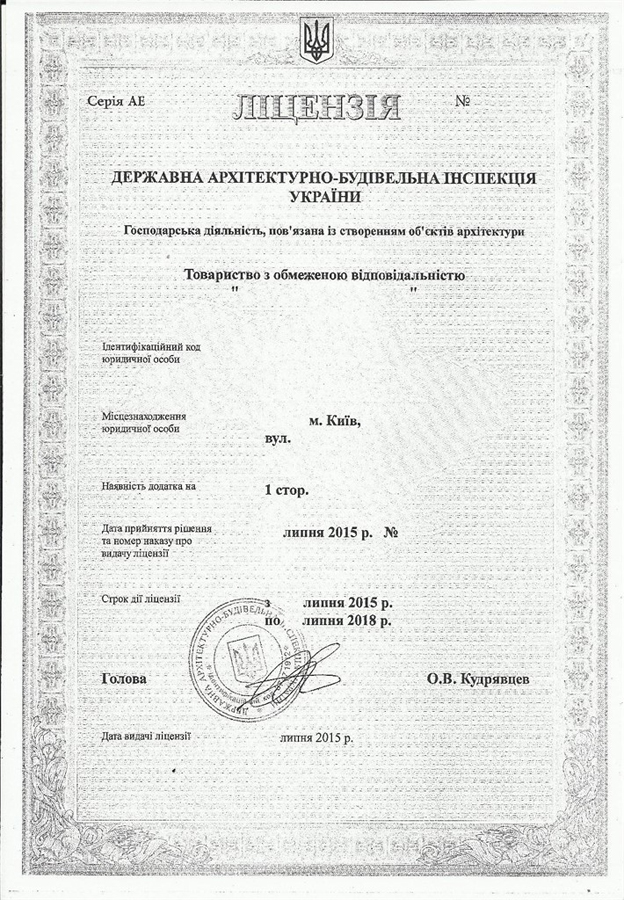 Серія АЕ ЛІЦЕНЗІЯ №
ДЕРЖАВНА АРХІТЕКТУРНО-БУДІВЕЛЬНА ІНСПЕКЦІЯ
УКРАЇНИ
Господарська діяльність, пов'язана із створенням об'єктів архітектури
Товариство з обмеженою відповідальністю
" "
Ідентифікаційний код
юридичної особи
Місцезнаходження
юридичної особи
м. Київ,
вул.
Наявність додатка на
1 стор.
Дата прийняття рішення
та номер наказу про
видачу ліцензії
липня 2015 р. №
Строк дії ліцензії
з липня 2015 р.
по липня 2018 р.
ДЕРЖАВНА АРХІТЕКТУРНО-БУДІВЕЛЬНА ІНСПЕКЦІЯ
Голова
О.В. Кудрявцев
Дата видачі ліцензії
липня 2015 р.